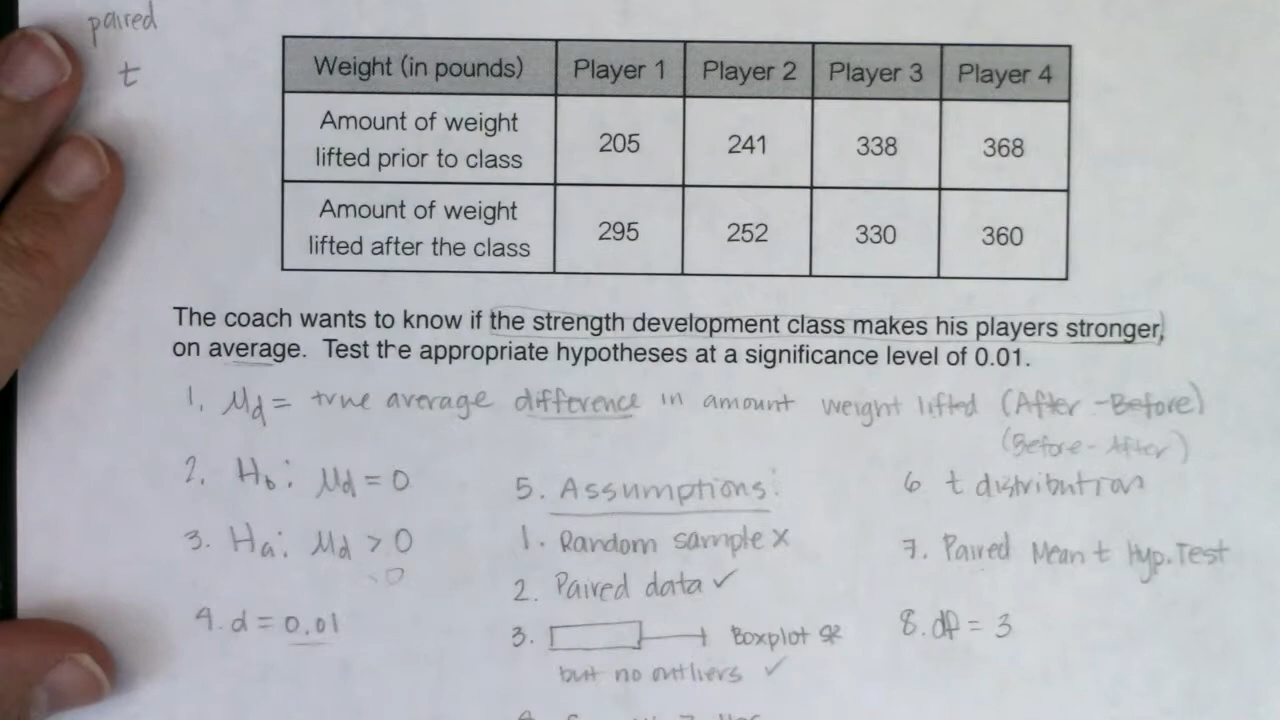 paired
t
Weight (in pounds) Player 1 Player 2 Player 3 Player 4
Amount of weight lifted prior to class 205 241 338 368
Amount of weight lifted after the class 295 252 330 360
The coach wants to know if the strength development class makes his players stronger,
on average. Test the appropriate hypotheses at a significance level of 0.01.
1. μd = true average difference in amount weight lifted (After - Before)
(Before - After)
2. Ho: μd = 0
3. Ha: μd > 0
4. α = 0.01
5. Assumptions:
1. Random sample x
2. Paired data ✓
3. Boxplot SR
but no outliers ✓
6 t distribution
7. Paired Mean t Hyp. Test
8. df = 3